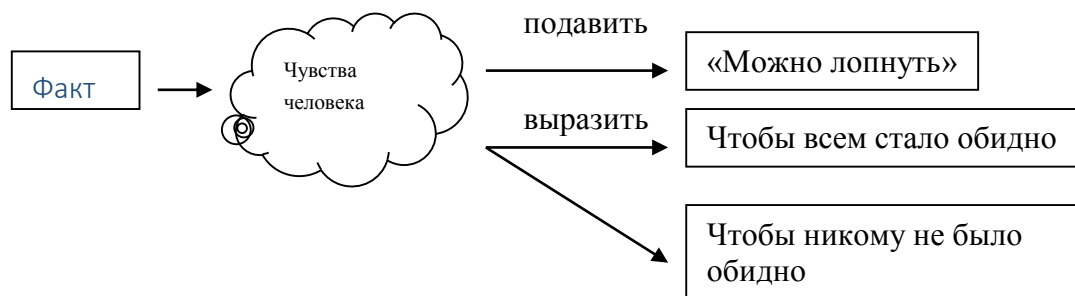 Факт
Чувства
человека
подавить
«Можно лопнуть»
выразить
Чтобы всем стало обидно
Чтобы никому не было
обидно